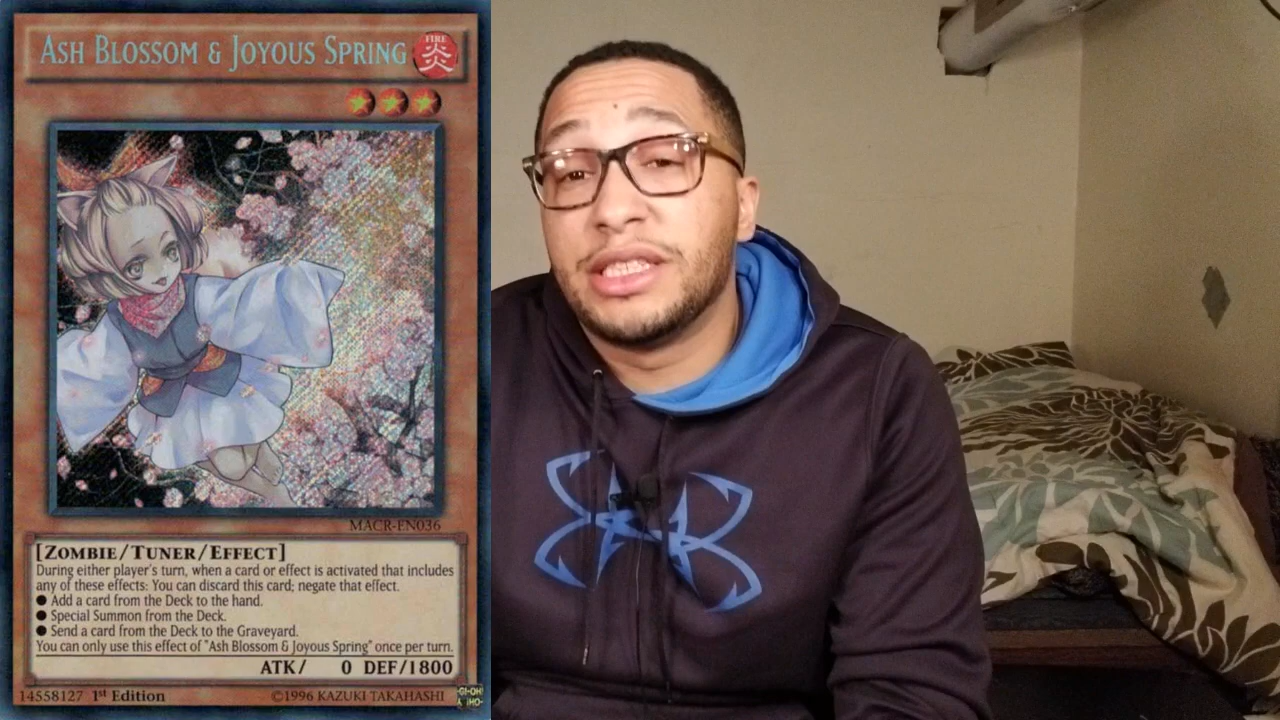 ASH BLOSSOM & JOYOUS SPRING
FIRE
炎
MACR-EN036
[ZOMBIE/TUNER/EFFECT]
During either player's turn, when a card or effect is activated that includes
any of these effects: You can discard this card; negate that effect.
● Add a card from the Deck to the hand.
● Special Summon from the Deck.
● Send a card from the Deck to the Graveyard.
You can only use this effect of "Ash Blossom & Joyous Spring" once per turn.
ATK/ 0 DEF/1800
14558127 1st Edition ©1996 KAZUKI TAKAHASHI